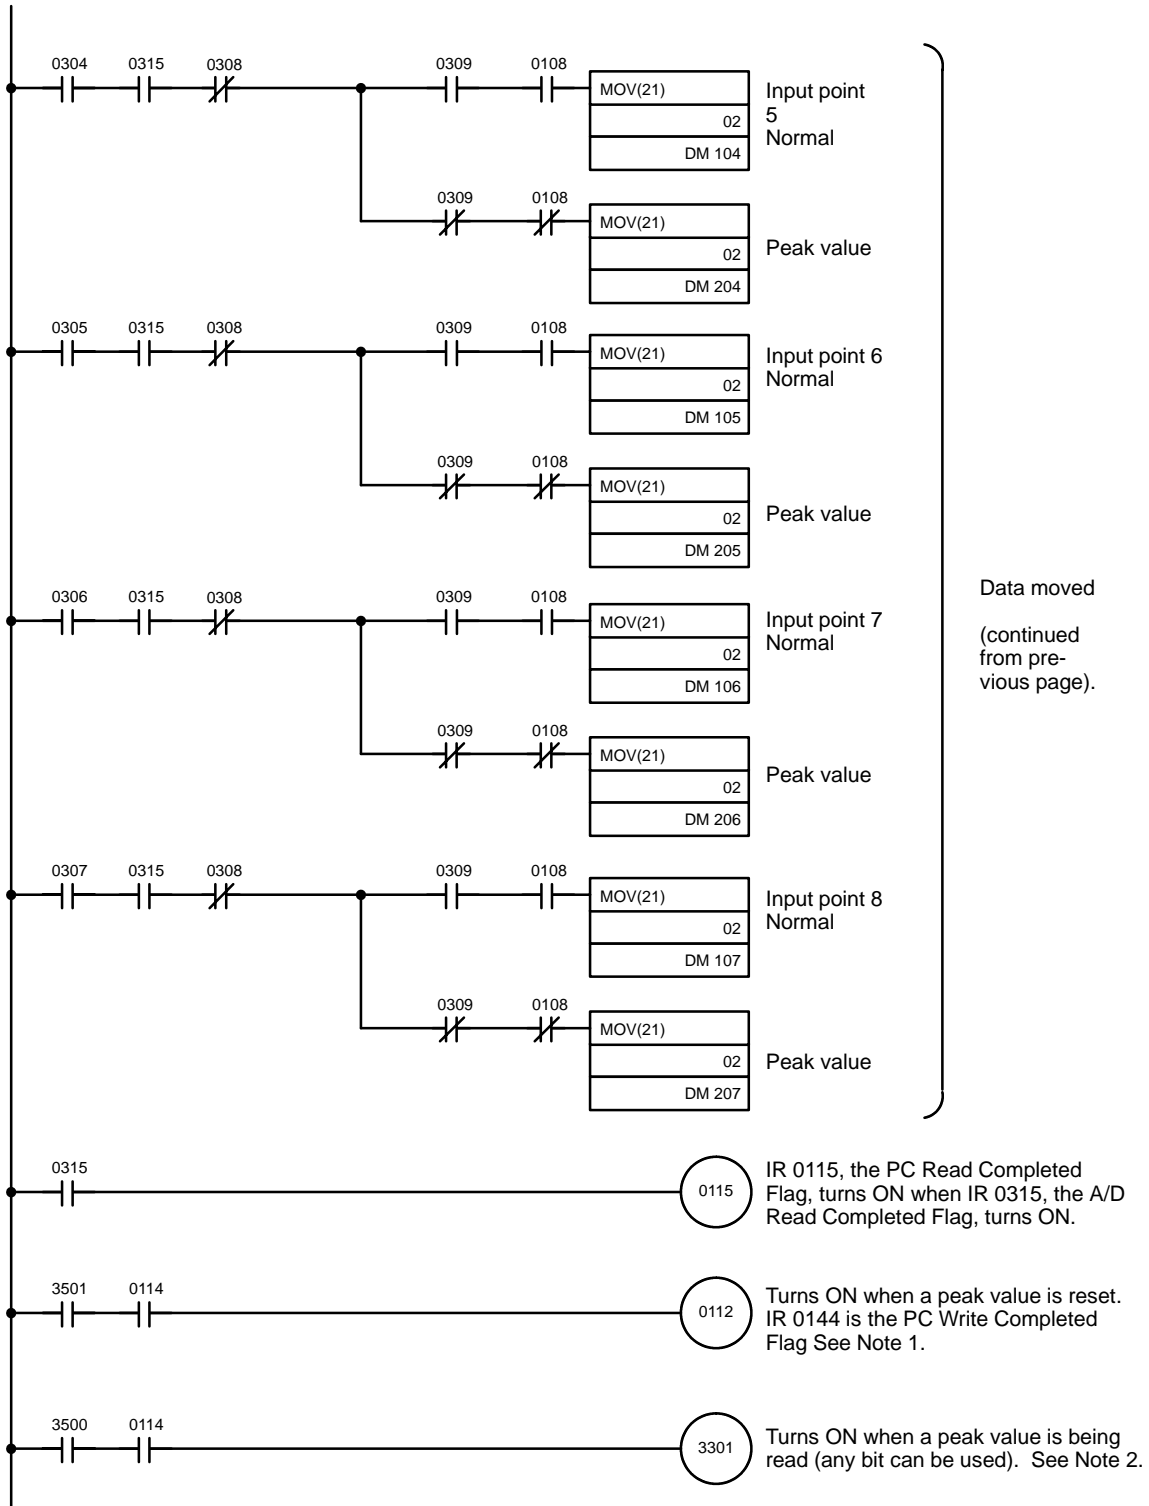 0304 0315 0308 0309 0108
MOV(21)
02
DM 104
Input point
5
Normal
0309 0108
MOV(21)
02
DM 204
Peak value
0305 0315 0308 0309 0108
MOV(21)
02
DM 105
Input point 6
Normal
0309 0108
MOV(21)
02
DM 205
Peak value
0306 0315 0308 0309 0108
MOV(21)
02
DM 106
Input point 7
Normal
0309 0108
MOV(21)
02
DM 206
Peak value
0307 0315 0308 0309 0108
MOV(21)
02
DM 107
Input point 8
Normal
0309 0108
MOV(21)
02
DM 207
Peak value
Data moved
(continued
from pre-
vious page).
0315
0115
IR 0115, the PC Read Completed
Flag, turns ON when IR 0315, the A/D
Read Completed Flag, turns ON.
3501 0114
0112
Turns ON when a peak value is reset.
IR 0144 is the PC Write Completed
Flag See Note 1.
3500 0114
3301
Turns ON when a peak value is being
read (any bit can be used). See Note 2.